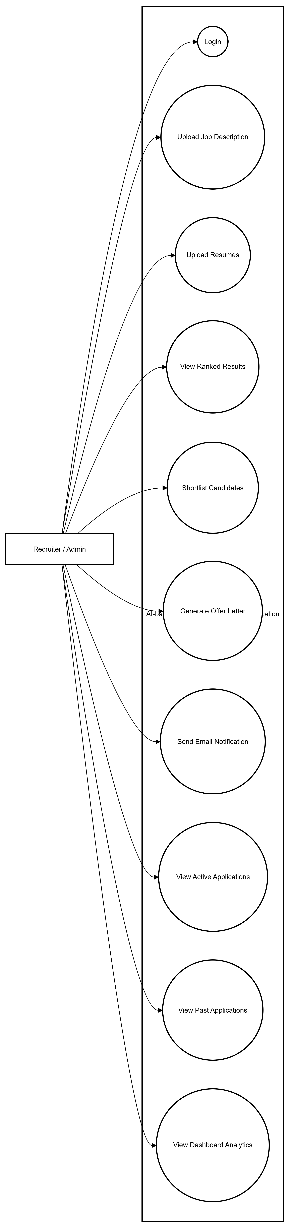 Login
Upload Job Description
Upload Resumes
View Ranked Results
Shortlist Candidates
Recruiter / Admin
Generate Offer Letter
Send Email Notification
View Active Applications
View Past Applications
View Dashboard Analytics